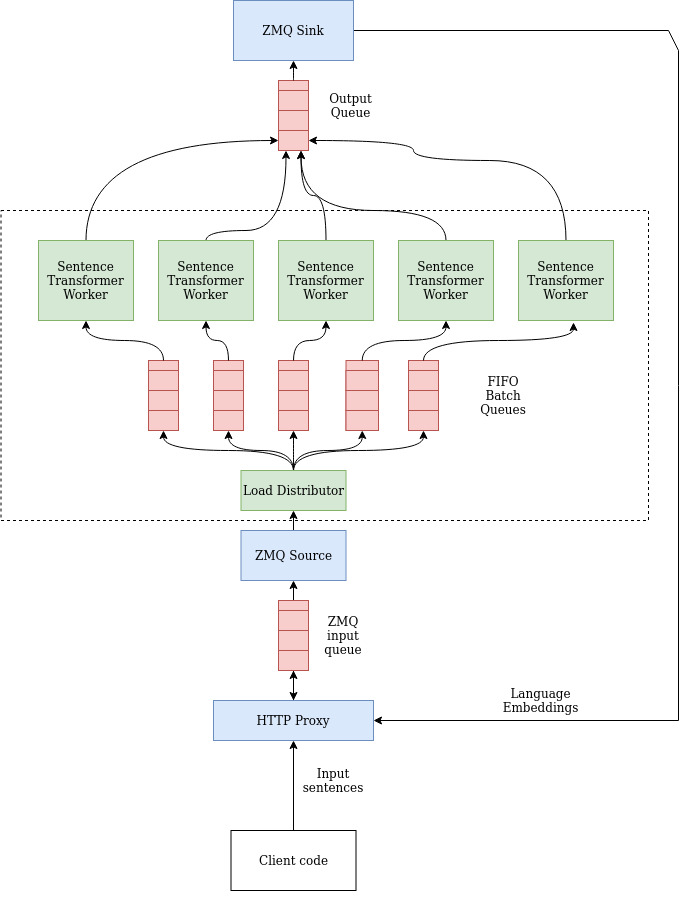 ZMQ Sink
Output
Queue
Sentence
Transformer
Worker
Sentence
Transformer
Worker
Sentence
Transformer
Worker
Sentence
Transformer
Worker
Sentence
Transformer
Worker
FIFO
Batch
Queues
Load Distributor
ZMQ Source
ZMQ
input
queue
Language
Embeddings
HTTP Proxy
Input
sentences
Client code